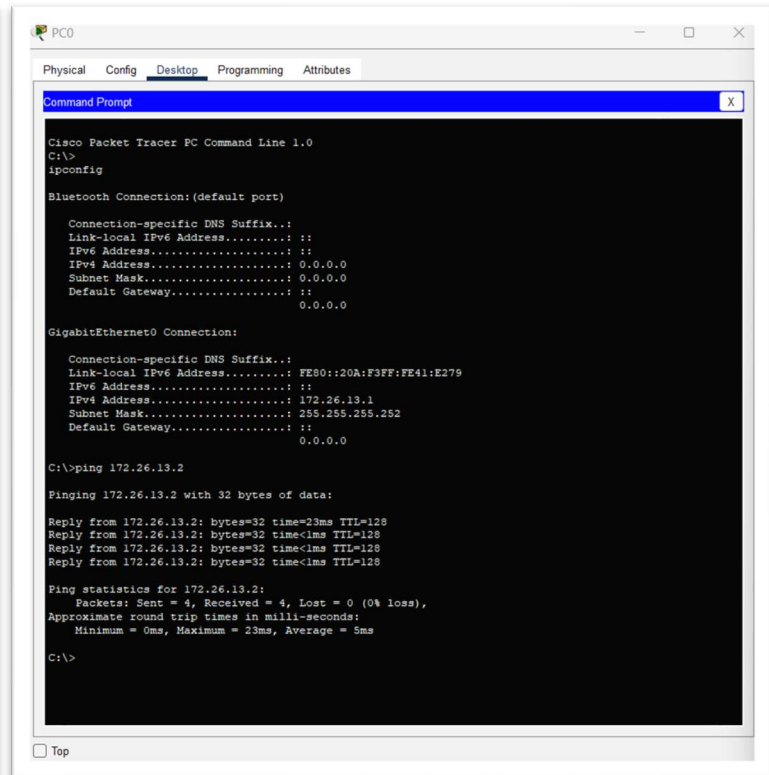 PC0
Physical Config Desktop Programming Attributes
Command Prompt
X
Cisco Packet Tracer PC Command Line 1.0
C:\>
ipconfig
Bluetooth Connection:(default port)
Connection-specific DNS Suffix..:
Link-local IPv6 Address.........: ::
IPv6 Address....................: ::
IPv4 Address....................: 0.0.0.0
Subnet Mask.....................: 0.0.0.0
Default Gateway.................: ::
0.0.0.0
GigabitEthernet0 Connection:
Connection-specific DNS Suffix..:
Link-local IPv6 Address.........: FE80::20A:F3FF:FE41:E279
IPv6 Address....................: ::
IPv4 Address....................: 172.26.13.1
Subnet Mask.....................: 255.255.255.252
Default Gateway.................: ::
0.0.0.0
C:\>ping 172.26.13.2
Pinging 172.26.13.2 with 32 bytes of data:
Reply from 172.26.13.2: bytes=32 time=23ms TTL=128
Reply from 172.26.13.2: bytes=32 time<1ms TTL=128
Reply from 172.26.13.2: bytes=32 time<1ms TTL=128
Reply from 172.26.13.2: bytes=32 time<1ms TTL=128
Ping statistics for 172.26.13.2:
Packets: Sent = 4, Received = 4, Lost = 0 (0% loss),
Approximate round trip times in milli-seconds:
Minimum = 0ms, Maximum = 23ms, Average = 5ms
C:\>
Top